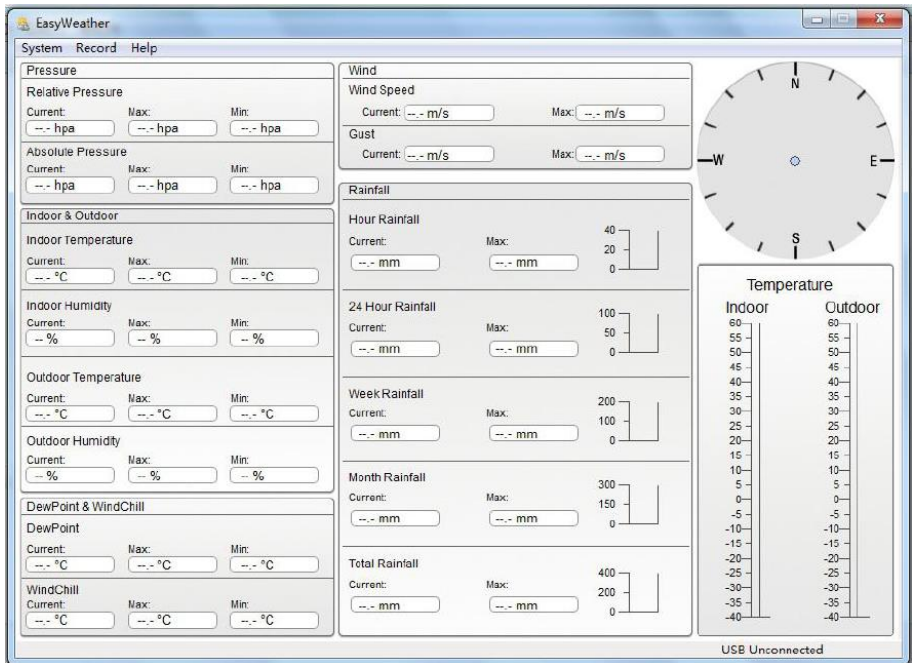 EasyWeather
System Record Help
Pressure
Relative Pressure
Current: Max: Min:
--.- hpa --.- hpa --.- hpa
Absolute Pressure
Current: Max: Min:
--.- hpa --.- hpa --.- hpa
Indoor & Outdoor
Indoor Temperature
Current: Max: Min:
--.- °C --.- °C --.- °C
Indoor Humidity
Current: Max: Min:
-- % -- % -- %
Outdoor Temperature
Current: Max: Min:
--.- °C --.- °C --.- °C
Outdoor Humidity
Current: Max: Min:
-- % -- % -- %
DewPoint & WindChill
DewPoint
Current: Max: Min:
--.- °C --.- °C --.- °C
WindChill
Current: Max: Min:
--.- °C --.- °C --.- °C
Wind
Wind Speed
Current: --.- m/s Max: --.- m/s
Gust
Current: --.- m/s Max: --.- m/s
Rainfall
Hour Rainfall
Current: Max:
--.- mm --.- mm
40
20
0
24 Hour Rainfall
Current: Max:
--.- mm --.- mm
100
50
0
Week Rainfall
Current: Max:
--.- mm --.- mm
200
100
0
Month Rainfall
Current: Max:
--.- mm --.- mm
300
150
0
Total Rainfall
Current: Max:
--.- mm --.- mm
400
200
0
N
W E
S
Temperature
Indoor Outdoor
60 60
55 55
50 50
45 45
40 40
35 35
30 30
25 25
20 20
15 15
10 10
5 5
0 0
-5 -5
-10 -10
-15 -15
-20 -20
-25 -25
-30 -30
-35 -35
-40 -40
USB Unconnected